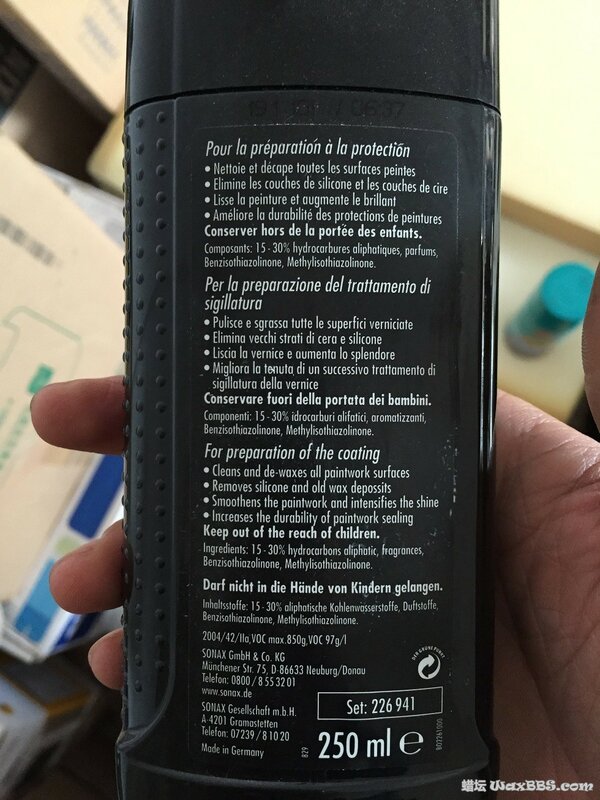 Pour la préparation à la protection
• Nettoie et décape toutes les surfaces peintes
• Elimine les couches de silicone et les couches de cire
• Lisse la peinture et augmente le brillant
• Améliore la durabilité des protections de peintures
Conserver hors de la portée des enfants.
Composants: 15 - 30% hydrocarbures aliphatiques, parfums,
Benzisothiazolinone, Methylisothiazolinone.
Per la preparazione del trattamento di
sigillatura
• Pulisce e sgrassa tutte le superfici verniciate
• Elimina vecchi strati di cera e silicone
• Liscia la vernice e aumenta lo splendore
• Migliora la tenuta di un successivo trattamento di
sigillatura della vernice
Conservare fuori della portata dei bambini.
Componenti: 15 - 30% idrocarburi alifatici, aromatizzanti,
Benzisothiazolinone, Methylisothiazolinone.
For preparation of the coating
• Cleans and de-waxes all paintwork surfaces
• Removes silicone and old wax depossits
• Smoothens the paintwork and intensifies the shine
• Increases the durability of paintwork sealing
Keep out of the reach of children.
Ingredients: 15 - 30% hydrocarbons aliphatic, fragrances,
Benzisothiazolinone, Methylisothiazolinone.
Darf nicht in die Hände von Kindern gelangen.
Inhaltsstoffe: 15 - 30% aliphatische Kohlenwasserstoffe, Duftstoffe,
Benzisothiazolinone, Methylisothiazolinone.
2004/42/IIa, VOC max. 850g, VOC 97g/l
SONAX GmbH & Co. KG
Münchener Str. 75, D-86633 Neuburg/Donau
Telefon: 0800 / 8 55 32 01
www.sonax.de
SONAX Gesellschaft m.b.H.
A-4201 Gramastetten
Telefon: 07239 / 8 10 20
Made in Germany
DER GRÜNE PUNKT
Set: 226 941
829
250 ml e
802261000
蜡坛 WaxBBS.com